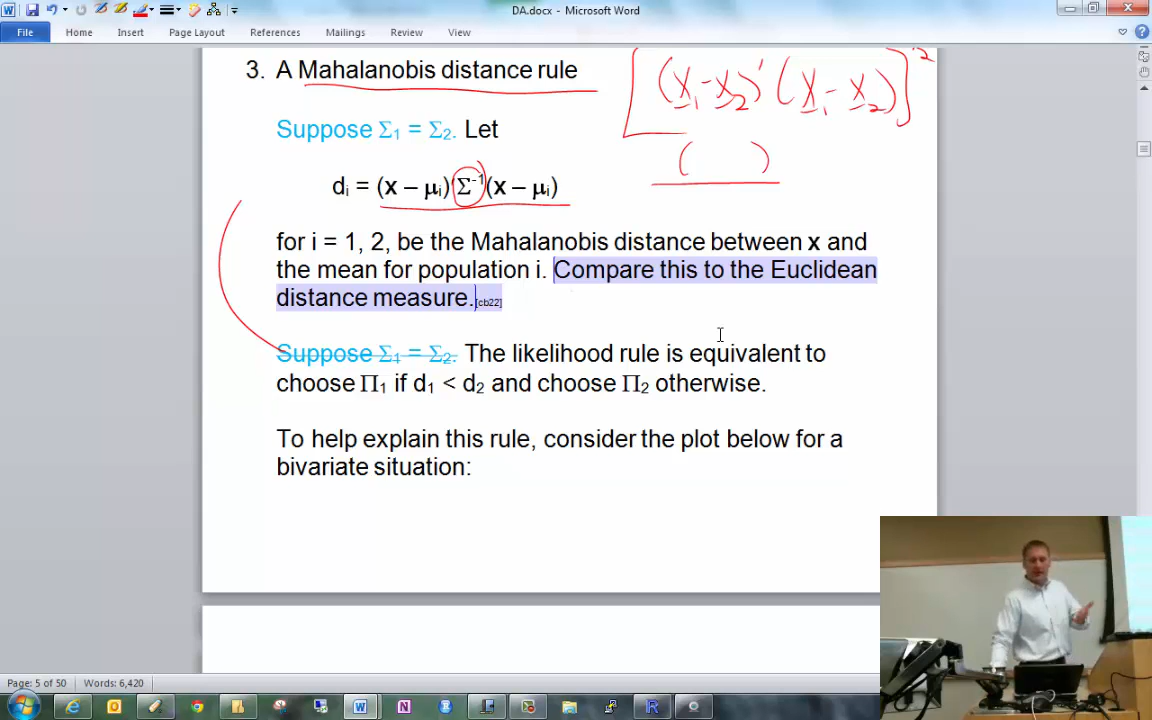 DA.docx - Microsoft Word
File Home Insert Page Layout References Mailings Review View
3. A Mahalanobis distance rule
[(x₁-x₂)'(x₁-x₂)]
( )
Suppose Σ₁ = Σ₂. Let
dᵢ = (x – μᵢ)′Σ⁻¹(x – μᵢ)
for i = 1, 2, be the Mahalanobis distance between x and
the mean for population i. Compare this to the Euclidean
distance measure.[cb22]
Suppose Σ₁ = Σ₂. The likelihood rule is equivalent to
choose Π₁ if d₁ < d₂ and choose Π₂ otherwise.
To help explain this rule, consider the plot below for a
bivariate situation:
Page: 5 of 50 Words: 6,420